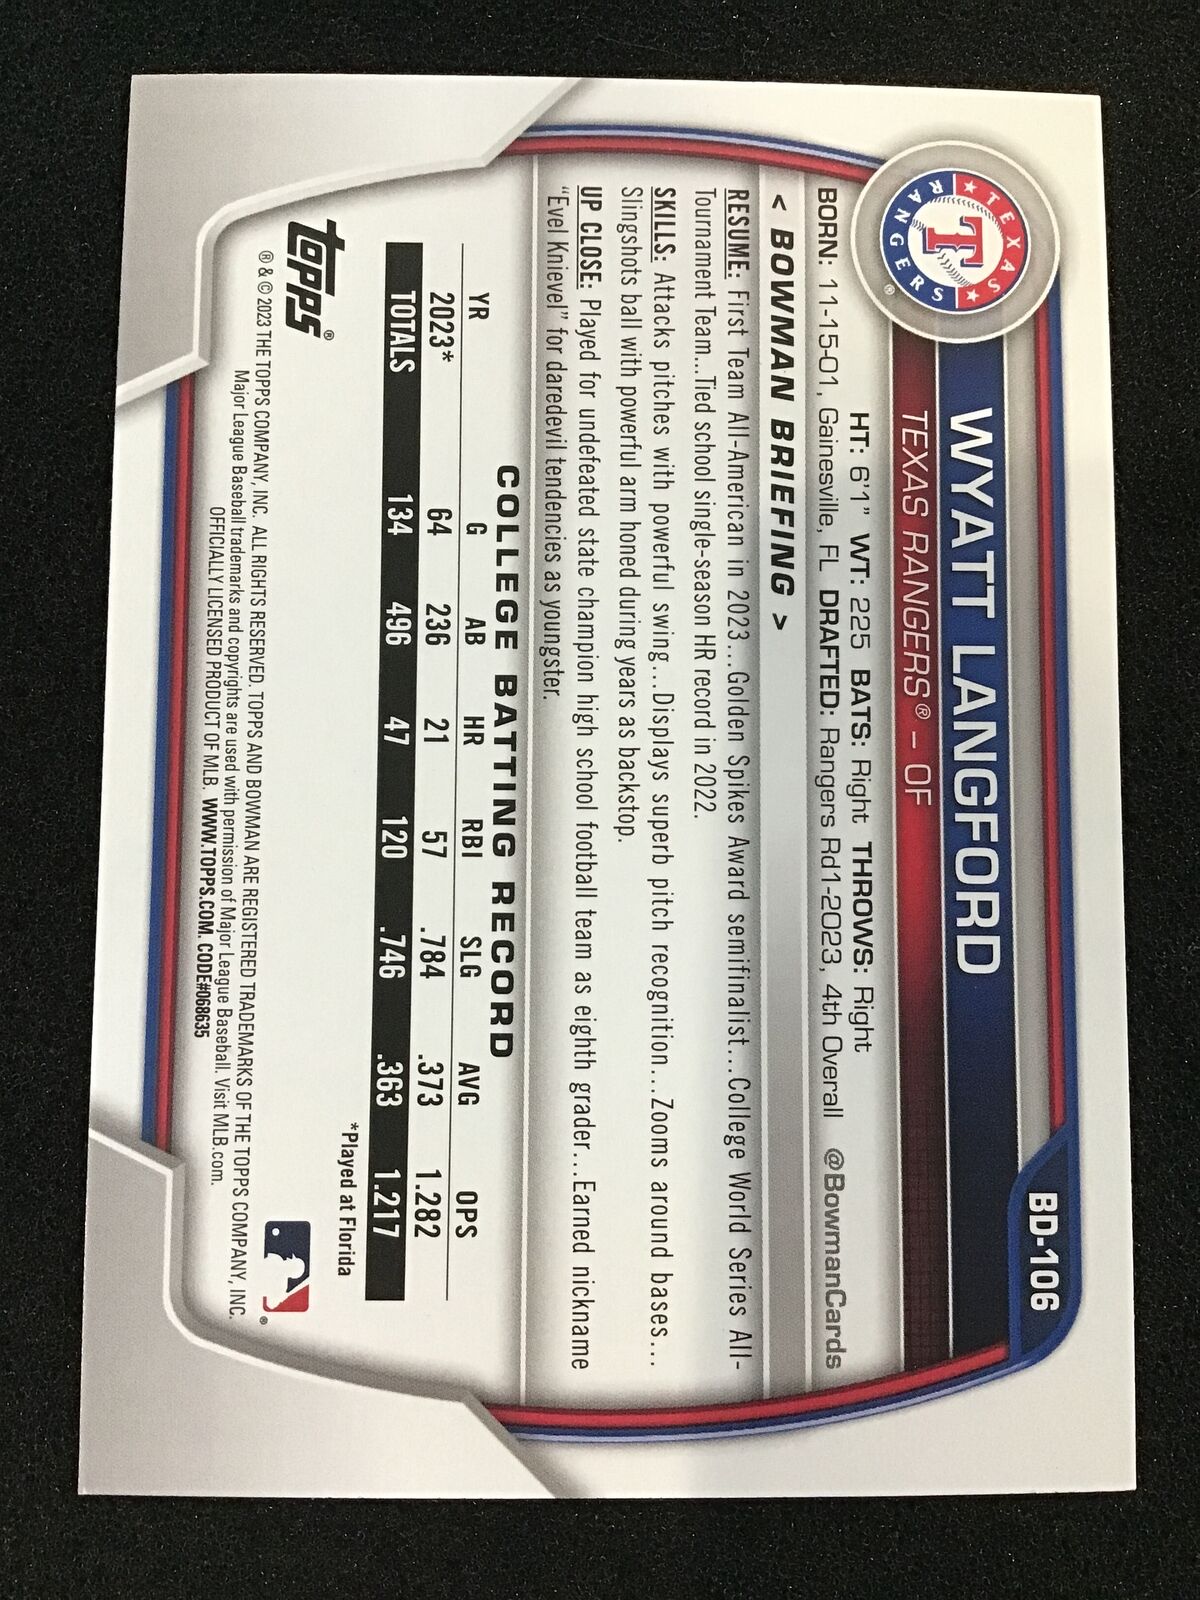 BD-106
TEXAS RANGERS ®
T
WYATT LANGFORD
TEXAS RANGERS® – OF
HT: 6'1" WT: 225 BATS: Right THROWS: Right
BORN: 11-15-01, Gainesville, FL DRAFTED: Rangers Rd1-2023, 4th Overall @BowmanCards
< BOWMAN BRIEFING >
RESUME: First Team All-American in 2023...Golden Spikes Award semifinalist...College World Series All-
Tournament Team...Tied school single-season HR record in 2022.
SKILLS: Attacks pitches with powerful swing...Displays superb pitch recognition...Zooms around bases...
Slingshots ball with powerful arm honed during years as backstop.
UP CLOSE: Played for undefeated state champion high school football team as eighth grader...Earned nickname
"Evel Knievel" for daredevil tendencies as youngster.
COLLEGE BATTING RECORD
YR G AB HR RBI SLG AVG OPS
2023* 64 236 21 57 .784 .373 1.282
TOTALS 134 496 47 120 .746 .363 1.217
*Played at Florida
topps®
® & © 2023 THE TOPPS COMPANY, INC. ALL RIGHTS RESERVED. TOPPS AND BOWMAN ARE REGISTERED TRADEMARKS OF THE TOPPS COMPANY, INC.
Major League Baseball trademarks and copyrights are used with permission of Major League Baseball. Visit MLB.com.
OFFICIALLY LICENSED PRODUCT OF MLB. WWW.TOPPS.COM. CODE#068635
®